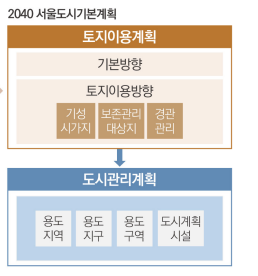 2040 서울도시기본계획
토지이용계획
기본방향
토지이용방향
기성
시가지
보존관리
대상지
경관
관리
도시관리계획
용도
지역
용도
지구
용도
구역
도시계획
시설